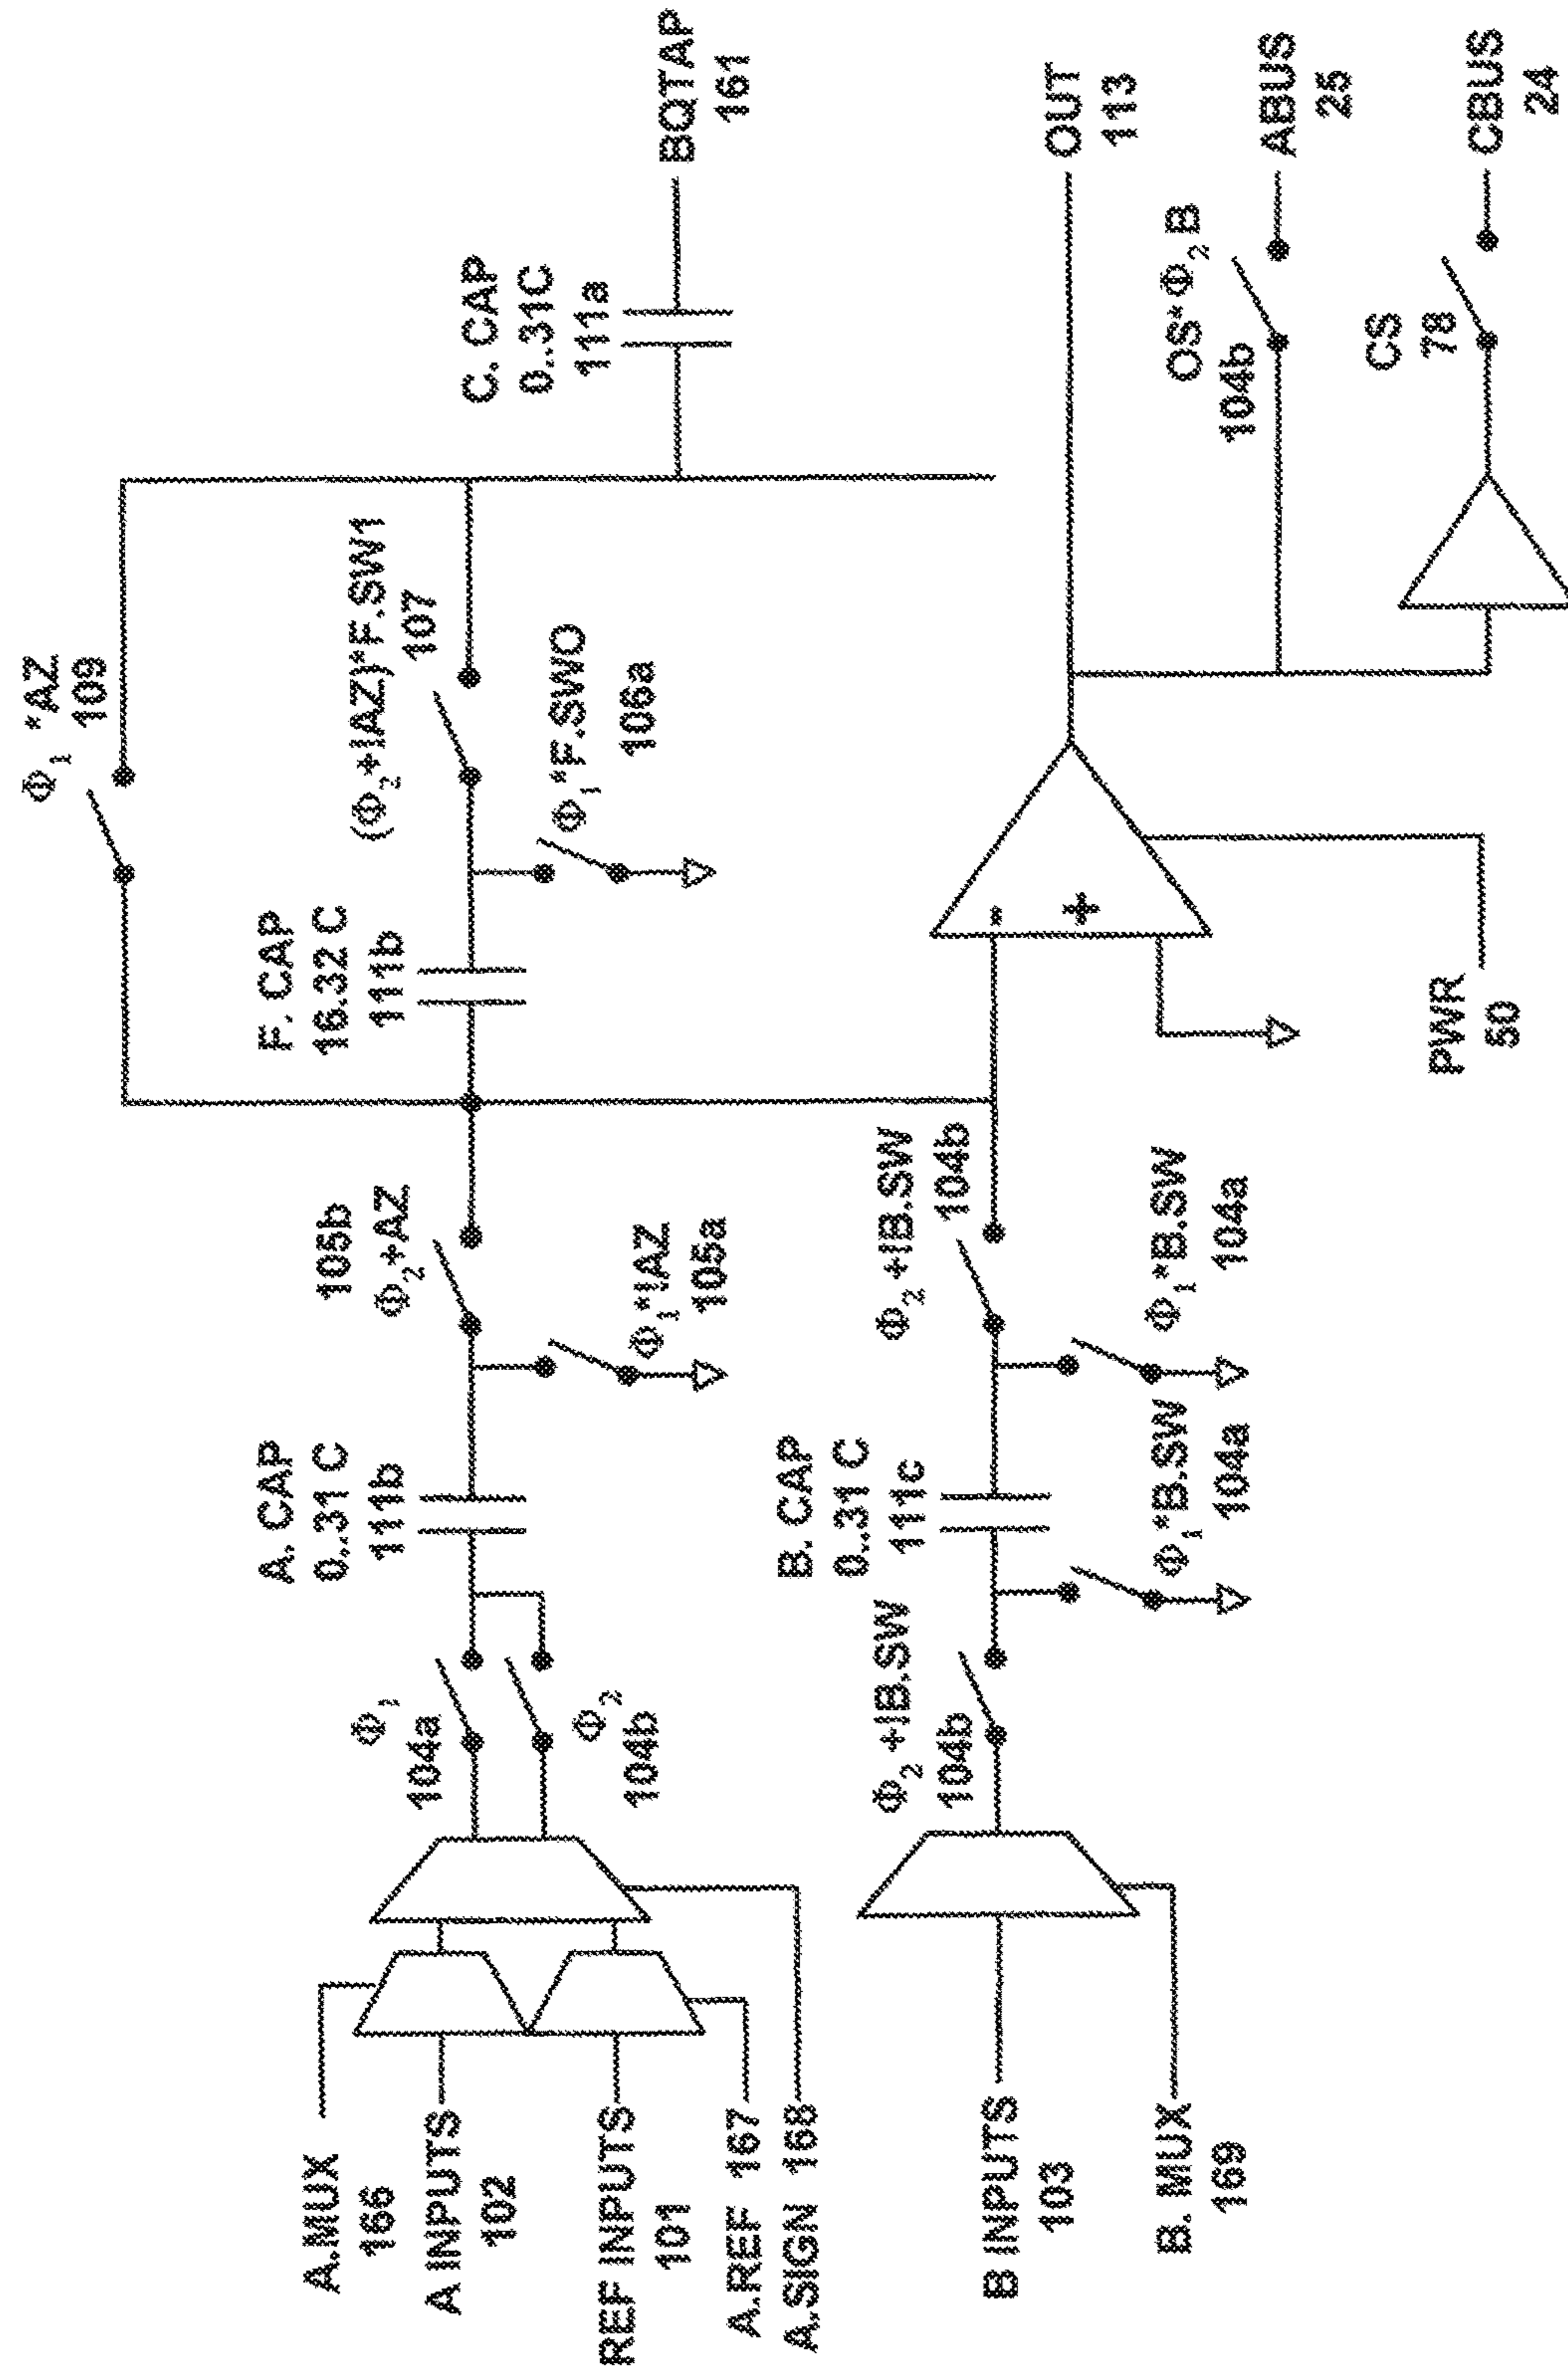 Φ1 *AZ
109
(Φ2+!AZ)*F.SW1
107
F. CAP
16.32 C
111b
Φ1*F.SWO
106a
C. CAP
0..31C
111a
BQTAP
161
A.MUX
166
A INPUTS
102
REF INPUTS
101
A.REF 167
A.SIGN 168
Φ1
104a
Φ2
104b
A. CAP
0..31 C
111b
105b
Φ2+AZ
Φ1*!AZ
105a
B INPUTS
103
B. MUX
169
Φ2 +!B.SW
104b
B. CAP
0..31 C
111c
Φ1*B.SW
104a
Φ2 +!B.SW
104b
Φ1*B.SW
104a
-
+
PWR
50
OUT
113
OS*Φ2B
104b
ABUS
25
CS
78
CBUS
24